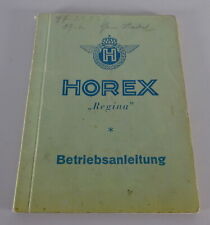 H
HOREX
„Regina"
*
Betriebsanleitung